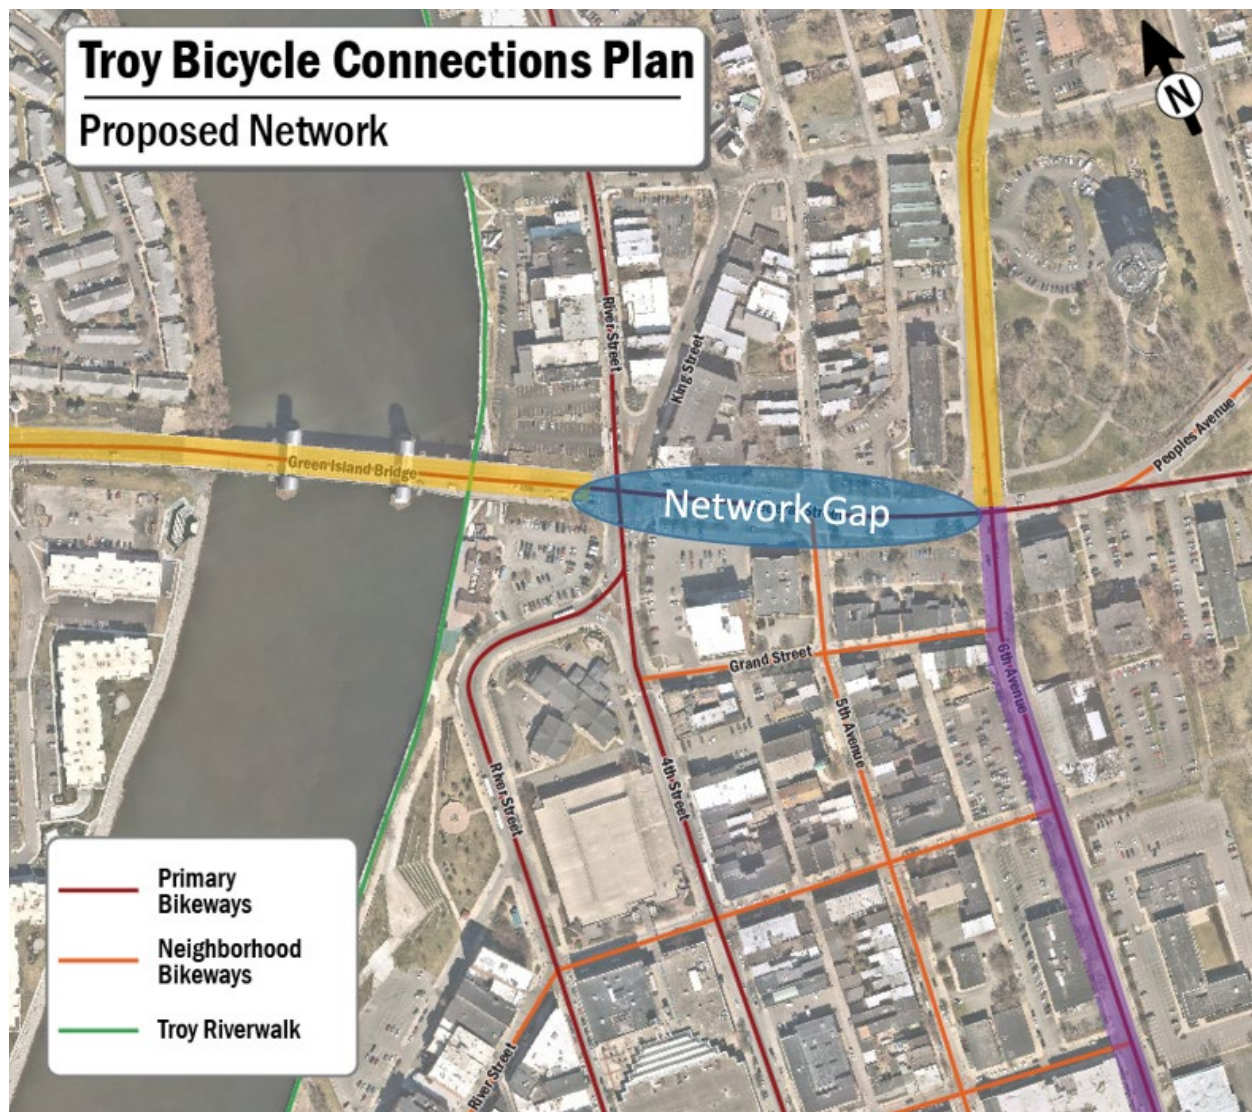 Troy Bicycle Connections Plan
Proposed Network
N
River Street
King Street
Peoples Avenue
Green Island Bridge
Network Gap
Grand Street
6th Avenue
5th Avenue
4th Street
River Street
River Street
Primary
Bikeways
Neighborhood
Bikeways
Troy Riverwalk